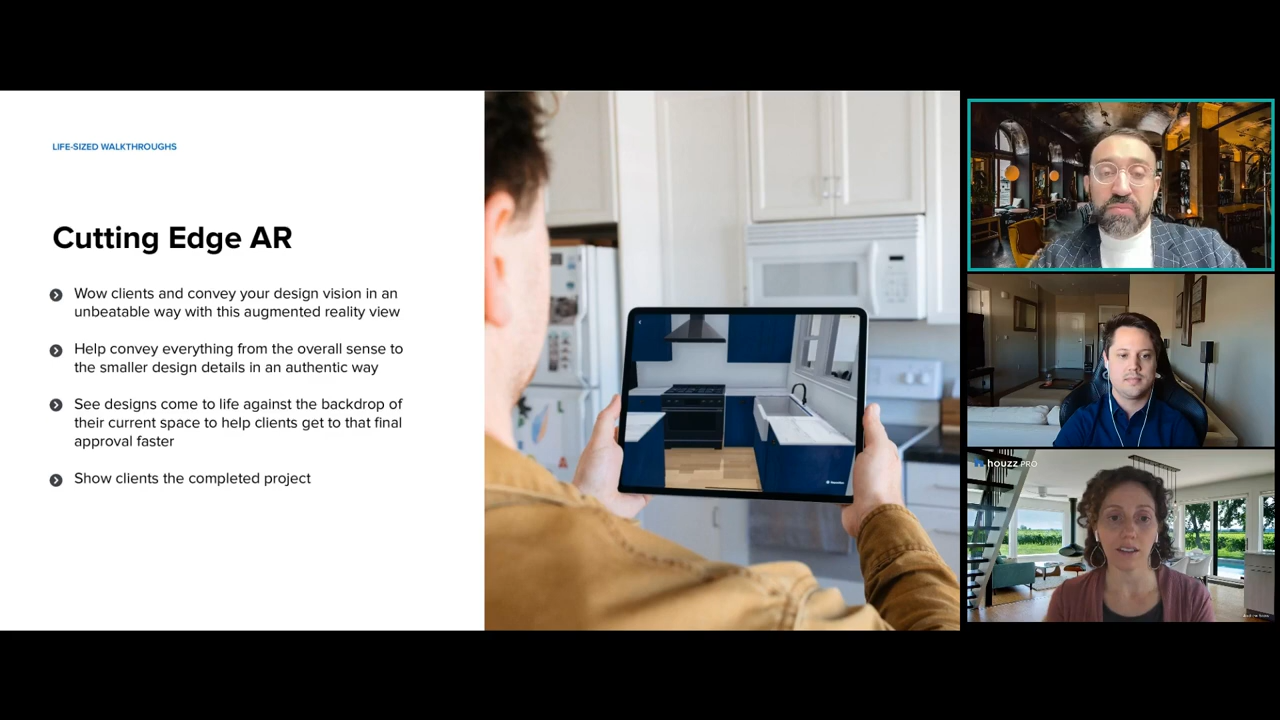 LIFE-SIZED WALKTHROUGHS
Cutting Edge AR
Wow clients and convey your design vision in an
unbeatable way with this augmented reality view
Help convey everything from the overall sense to
the smaller design details in an authentic way
See designs come to life against the backdrop of
their current space to help clients get to that final
approval faster
Show clients the completed project
houzz PRO